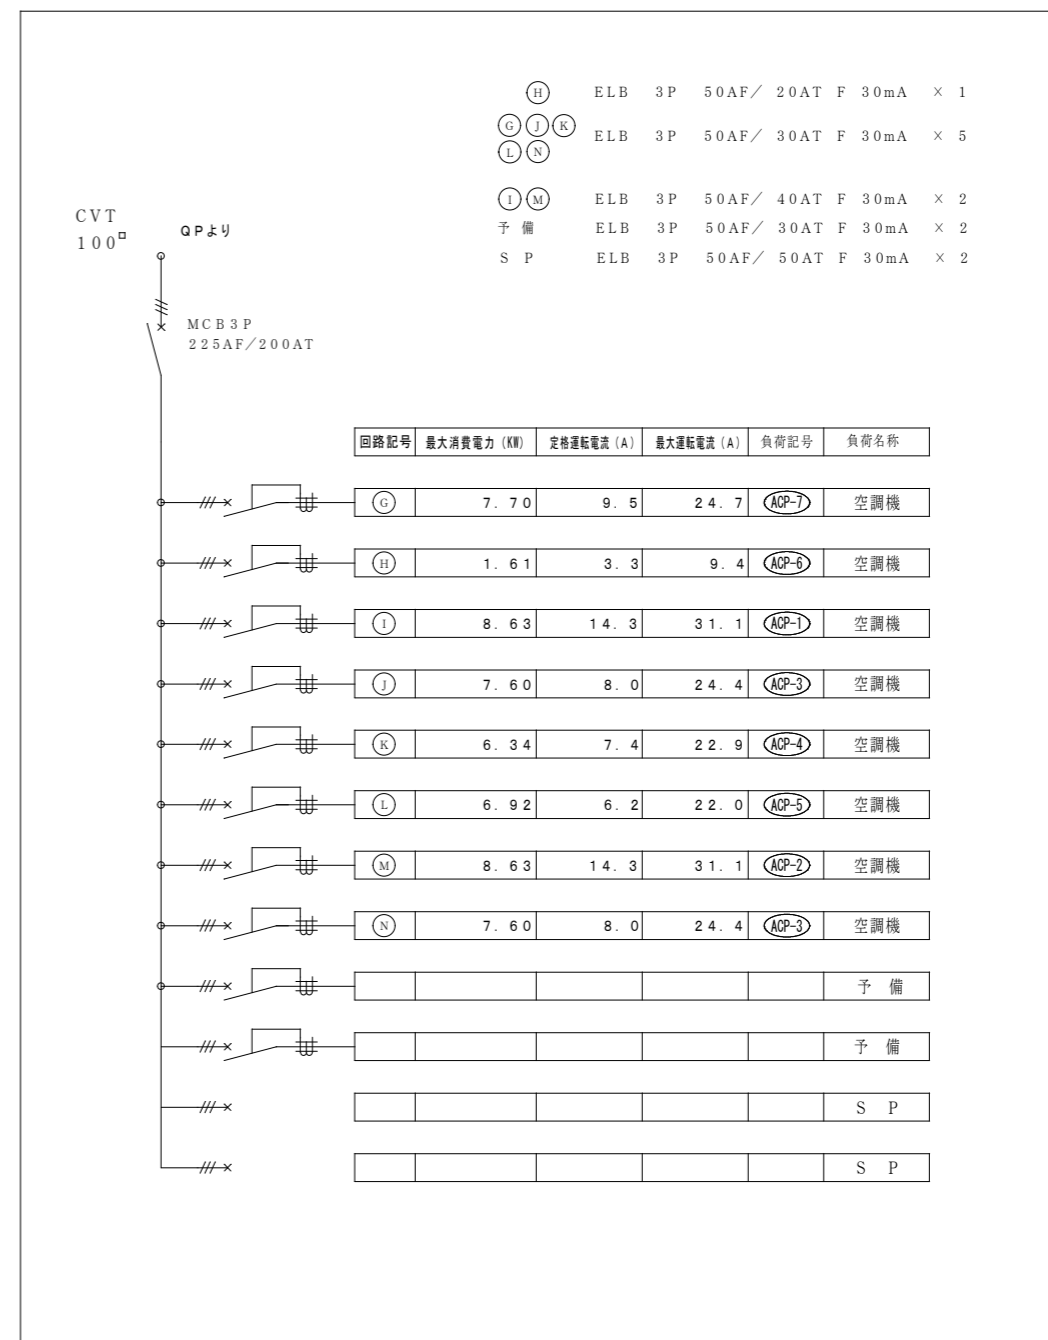 H ELB 3P 50AF/ 20AT F 30mA × 1
G J K
ELB 3P 50AF/ 30AT F 30mA × 5
L N
I M ELB 3P 50AF/ 40AT F 30mA × 2
予 備 ELB 3P 50AF/ 30AT F 30mA × 2
S P ELB 3P 50AF/ 50AT F 30mA × 2
CVT
100□
QPより
MCB3P
225AF/200AT
回路記号 最大消費電力(KW) 定格運転電流(A) 最大運転電流(A) 負荷記号 負荷名称
G 7.70 9.5 24.7 ACP-7 空調機
H 1.61 3.3 9.4 ACP-6 空調機
I 8.63 14.3 31.1 ACP-1 空調機
J 7.60 8.0 24.4 ACP-3 空調機
K 6.34 7.4 22.9 ACP-4 空調機
L 6.92 6.2 22.0 ACP-5 空調機
M 8.63 14.3 31.1 ACP-2 空調機
N 7.60 8.0 24.4 ACP-3 空調機
予 備
予 備
S P
S P